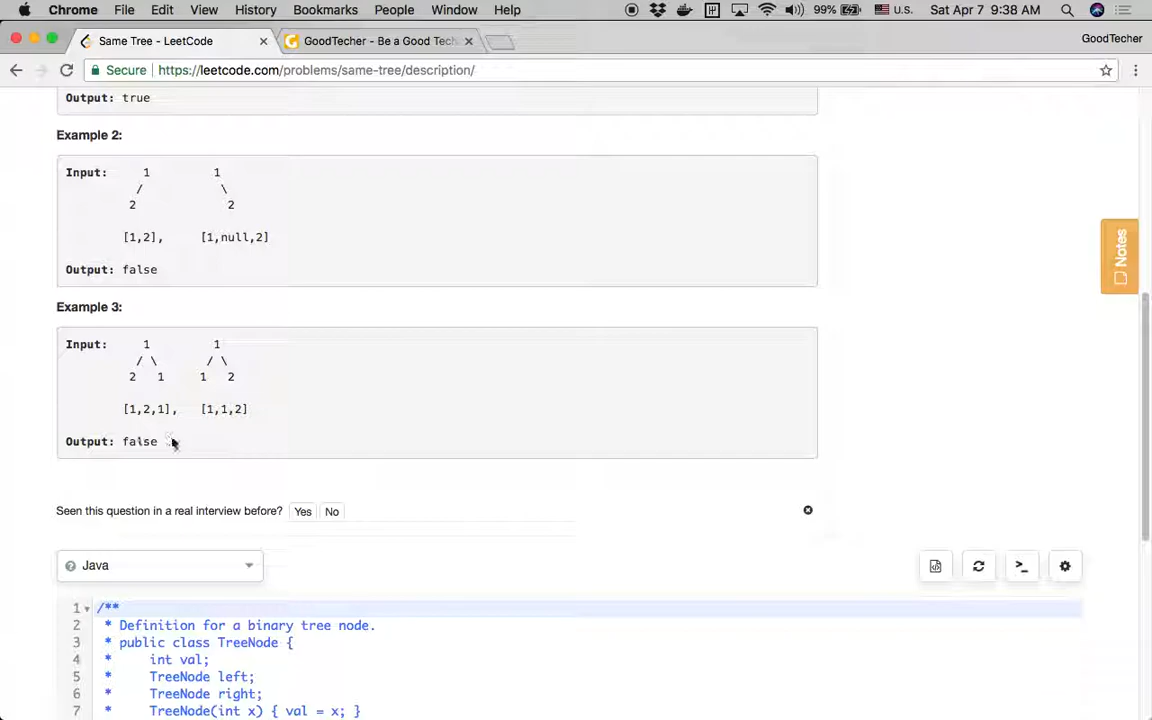 Chrome File Edit View History Bookmarks People Window Help 99% U.S. Sat Apr 7 9:38 AM
Same Tree - LeetCode GoodTecher - Be a Good Tech GoodTecher
Secure https://leetcode.com/problems/same-tree/description/
Output: true
Example 2:
Input: 1 1
/ \
2 2
[1,2], [1,null,2]
Output: false
Notes
Example 3:
Input: 1 1
/ \ / \
2 1 1 2
[1,2,1], [1,1,2]
Output: false
Seen this question in a real interview before? Yes No
Java
1 /**
2 * Definition for a binary tree node.
3 * public class TreeNode {
4 * int val;
5 * TreeNode left;
6 * TreeNode right;
7 * TreeNode(int x) { val = x; }